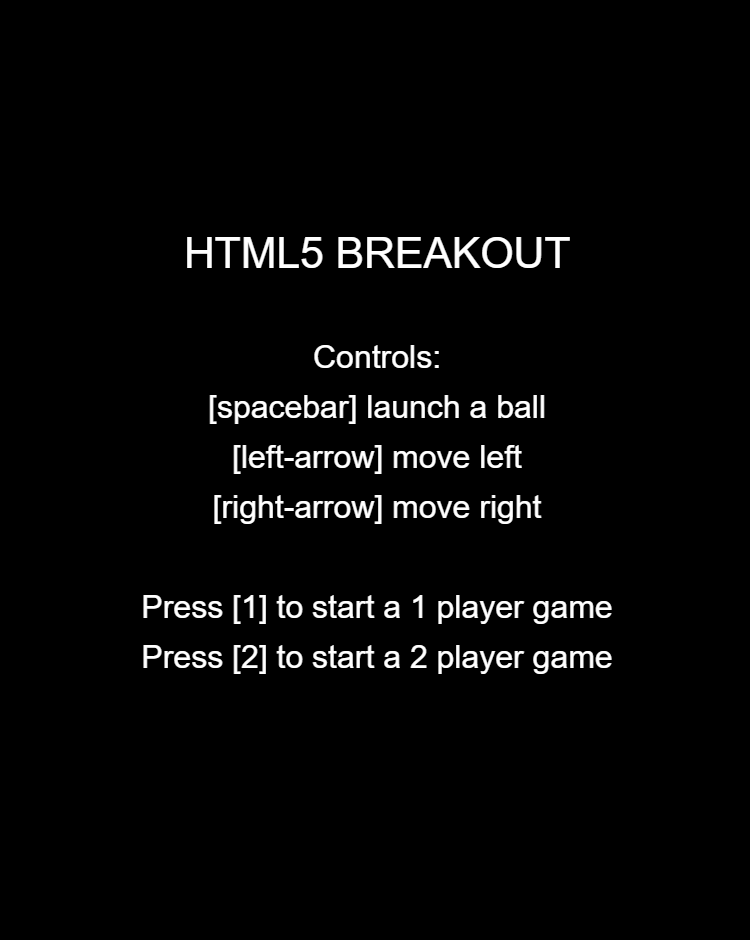 HTML5 BREAKOUT
Controls:
[spacebar] launch a ball
[left-arrow] move left
[right-arrow] move right
Press [1] to start a 1 player game
Press [2] to start a 2 player game